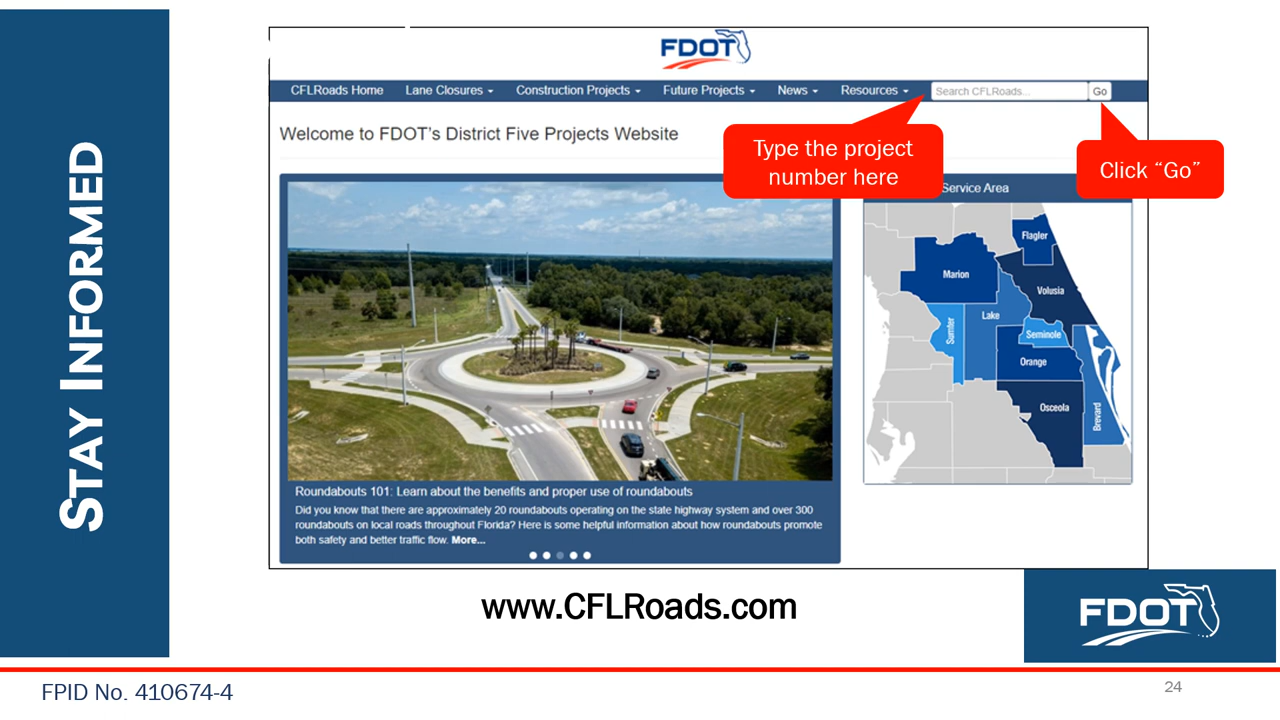 STAY INFORMED
FDOT
CFLRoads Home Lane Closures Construction Projects Future Projects News Resources Search CFLRoads... Go
Welcome to FDOT's District Five Projects Website
Type the project
number here
Click “Go”
Service Area
Flagler
Marion
Volusia
Lake
Sumter
Seminole
Orange
Osceola
Brevard
Roundabouts 101: Learn about the benefits and proper use of roundabouts
Did you know that there are approximately 20 roundabouts operating on the state highway system and over 300
roundabouts on local roads throughout Florida? Here is some helpful information about how roundabouts promote
both safety and better traffic flow. More...
www.CFLRoads.com
FDOT
FPID No. 410674-4
24